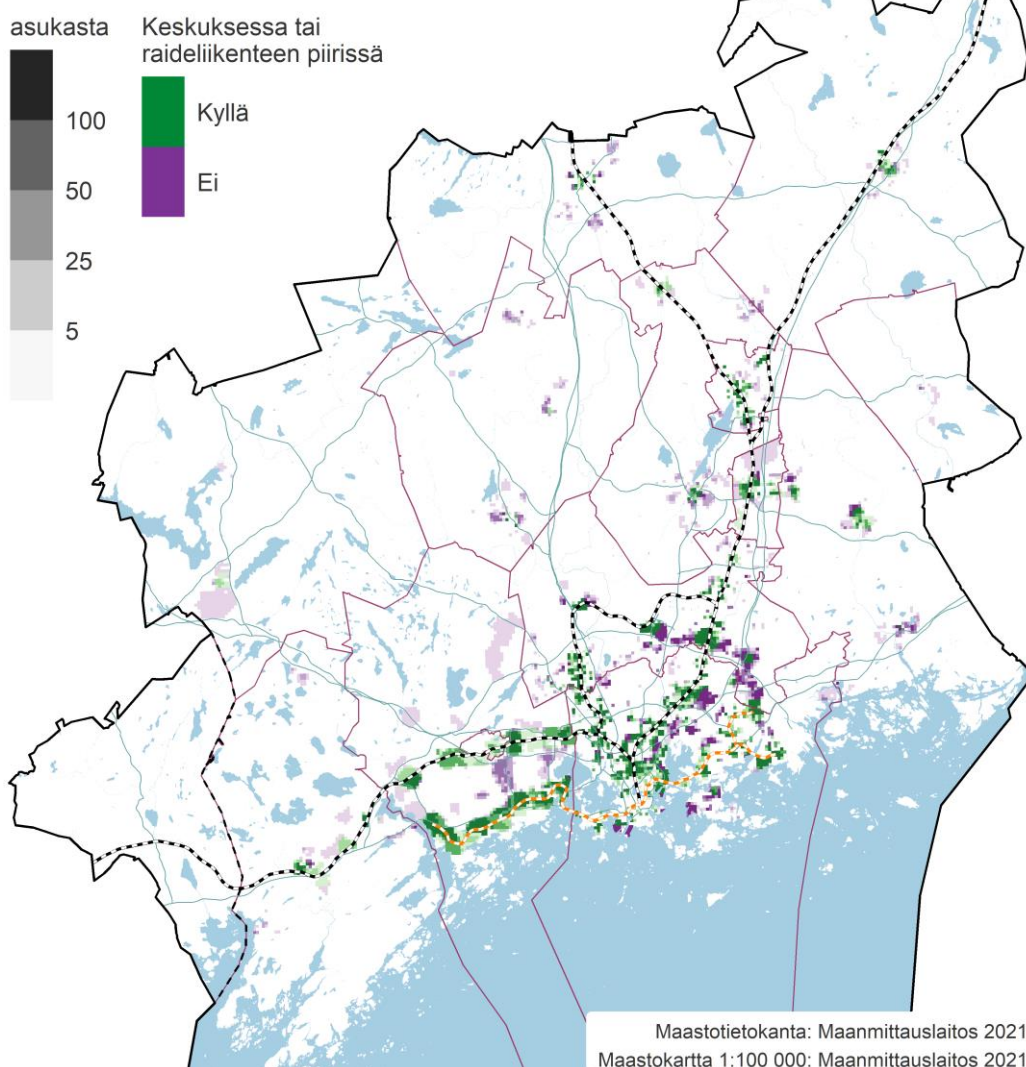 asukasta
100
50
25
5
Keskuksessa tai
raideliikenteen piirissä
Kyllä
Ei
Maastotietokanta: Maanmittauslaitos 2021
Maastokartta 1:100 000: Maanmittauslaitos 2021